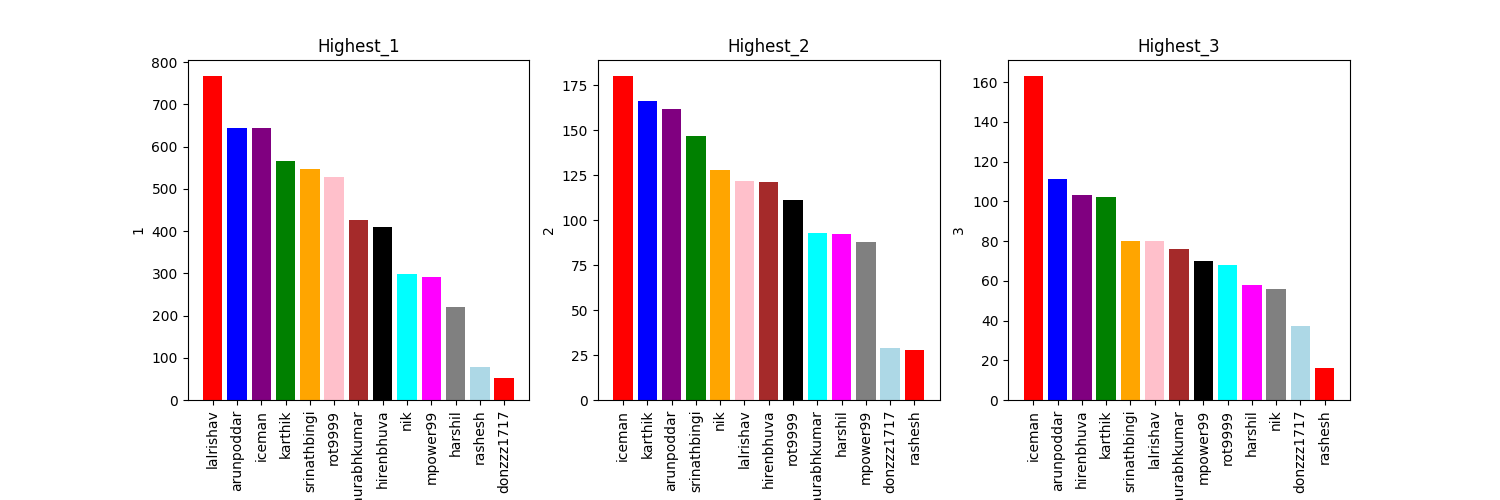 Highest_1
1
800
700
600
500
400
300
200
100
0
lalrishav
arunpoddar
iceman
karthik
srinathbingi
rot9999
hirenbhuva
nik
mpower99
harshil
rashesh
donzzz1717
Highest_2
2
175
150
125
100
75
50
25
0
iceman
karthik
arunpoddar
srinathbingi
nik
lalrishav
hirenbhuva
rot9999
harshil
mpower99
donzzz1717
rashesh
Highest_3
3
160
140
120
100
80
60
40
20
0
iceman
arunpoddar
hirenbhuva
karthik
srinathbingi
lalrishav
mpower99
rot9999
harshil
nik
donzzz1717
rashesh